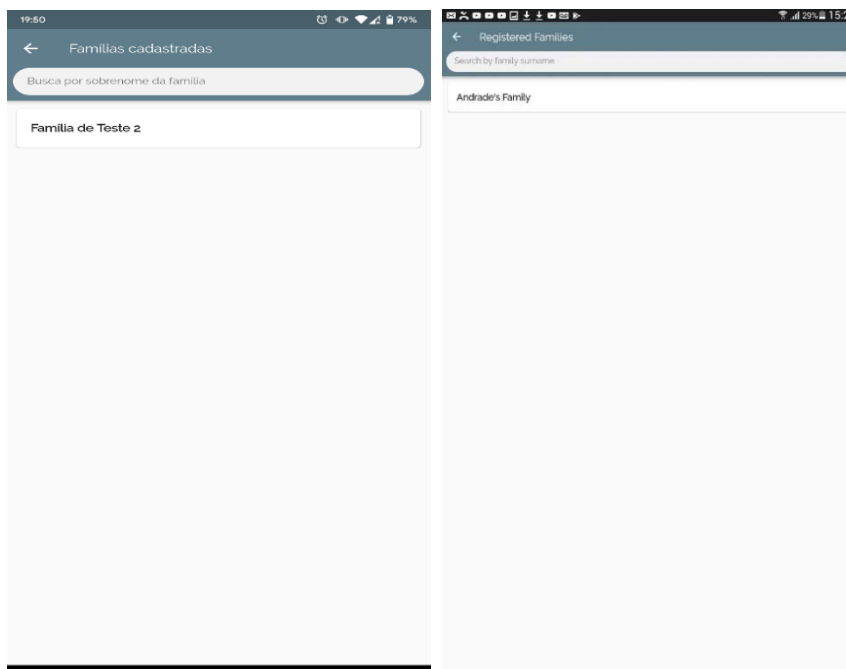 19:50
79%
Famílias cadastradas
Busca por sobrenome da família
Família de Teste 2
29%
Registered Families
Search by family surname
Andrade's Family